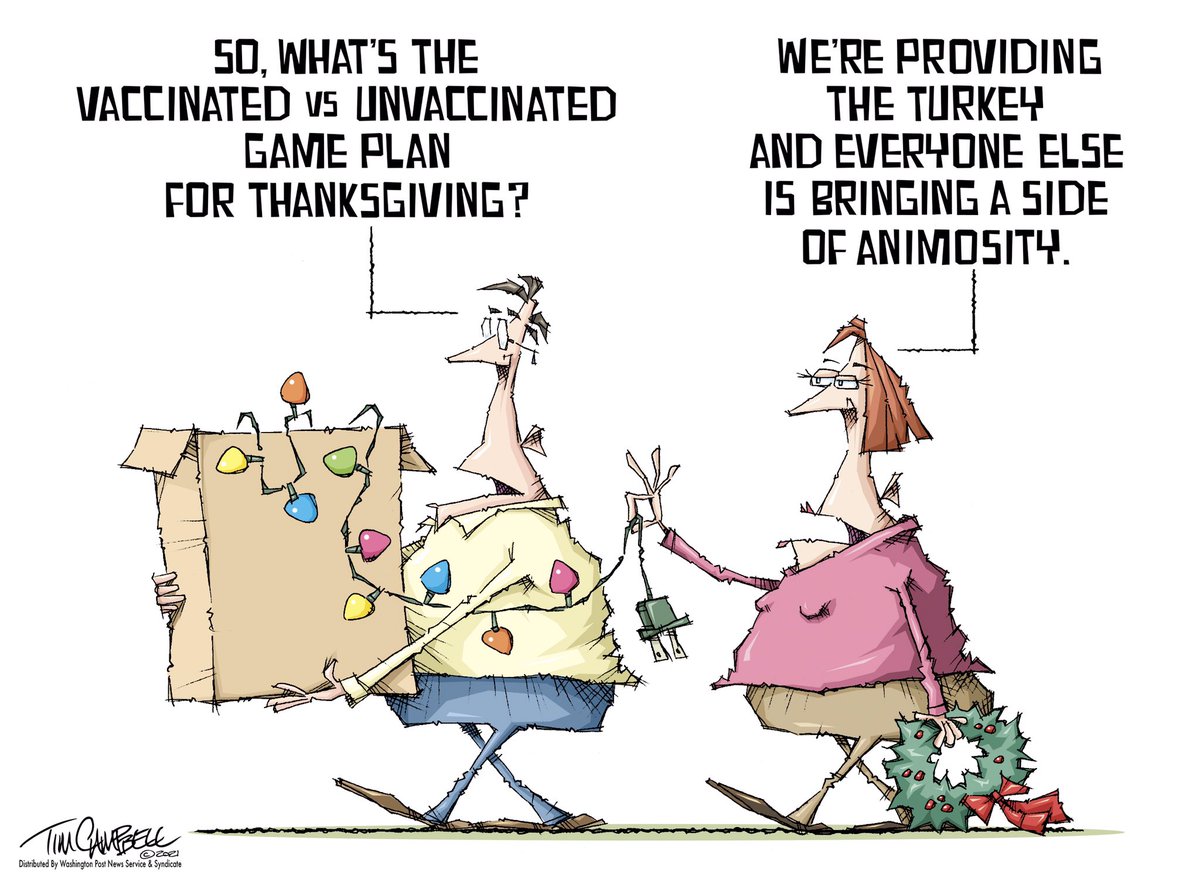 SO, WHAT'S THE
VACCINATED VS UNVACCINATED
GAME PLAN
FOR THANKSGIVING?
WE'RE PROVIDING
THE TURKEY
AND EVERYONE ELSE
IS BRINGING A SIDE
OF ANIMOSITY.
TIM CAMPBELL
©2021
Distributed By Washington Post News Service & Syndicate